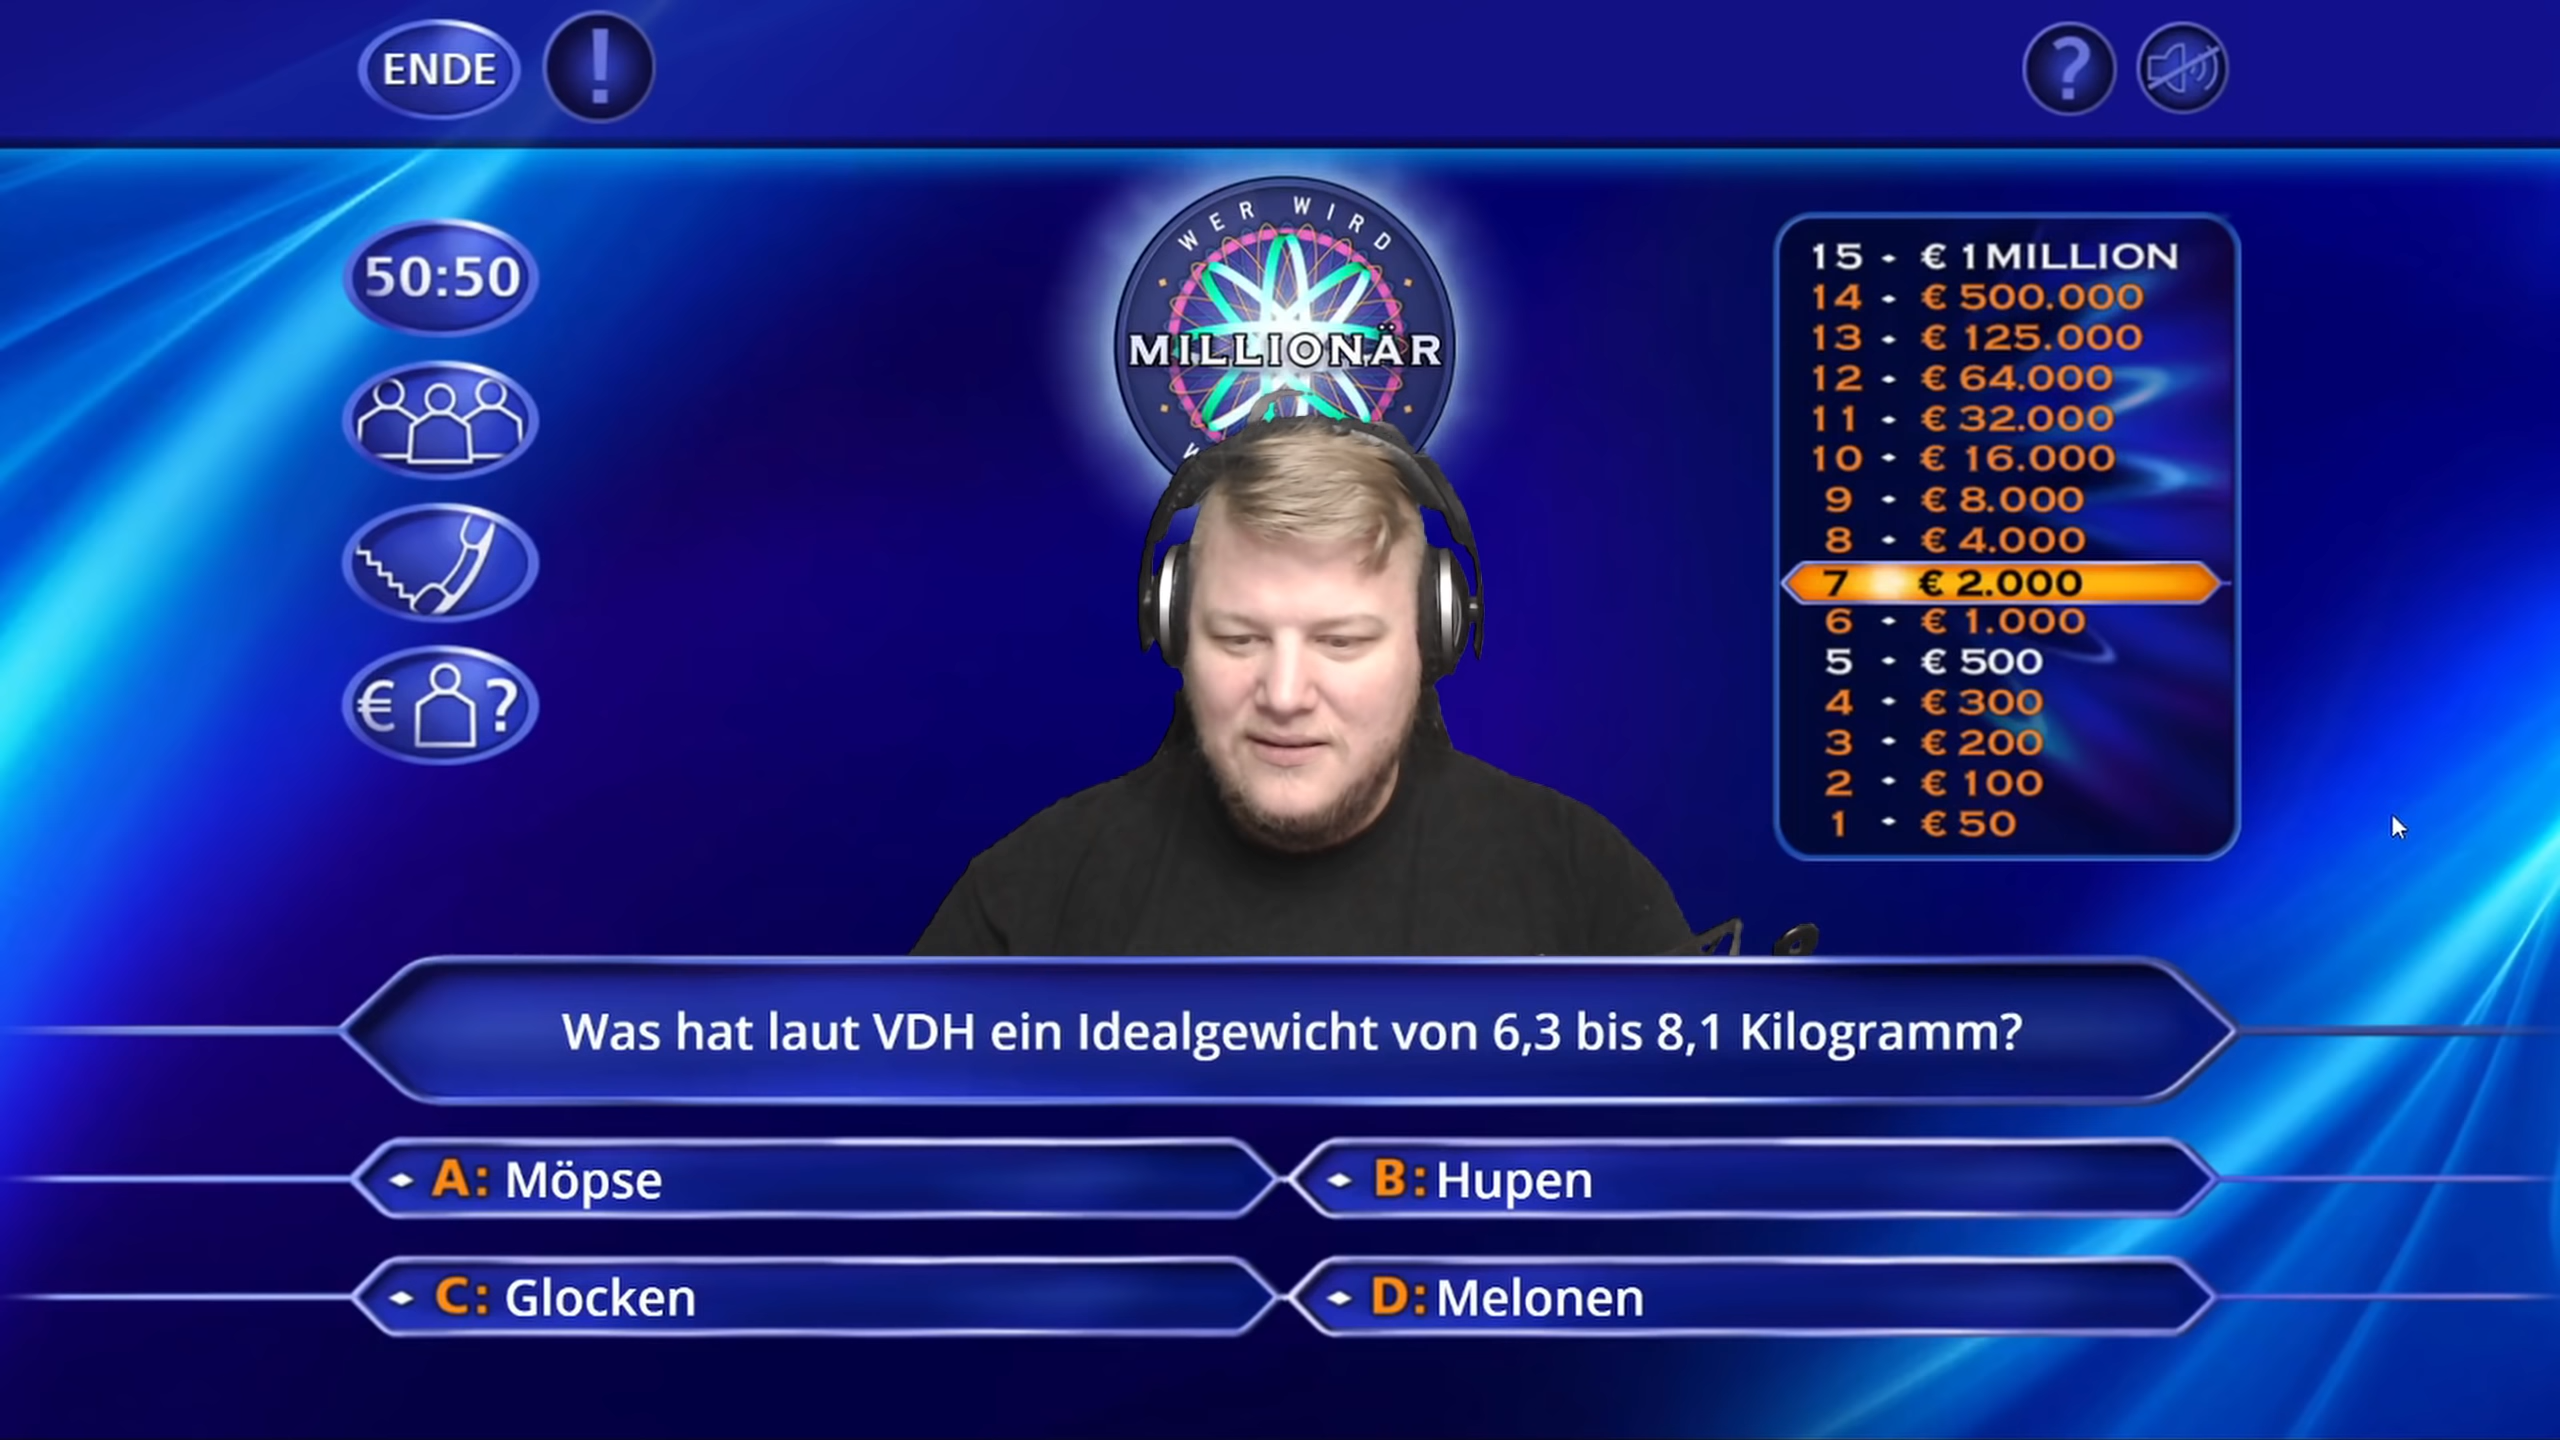 ENDE
!
?
WER WIRD
MILLIONÄR
50:50
€ ?
15 • € 1 MILLION
14 • € 500.000
13 • € 125.000
12 • € 64.000
11 • € 32.000
10 • € 16.000
9 • € 8.000
8 • € 4.000
7 € 2.000
6 • € 1.000
5 • € 500
4 • € 300
3 • € 200
2 • € 100
1 • € 50
Was hat laut VDH ein Idealgewicht von 6,3 bis 8,1 Kilogramm?
A: Möpse
B: Hupen
C: Glocken
D: Melonen